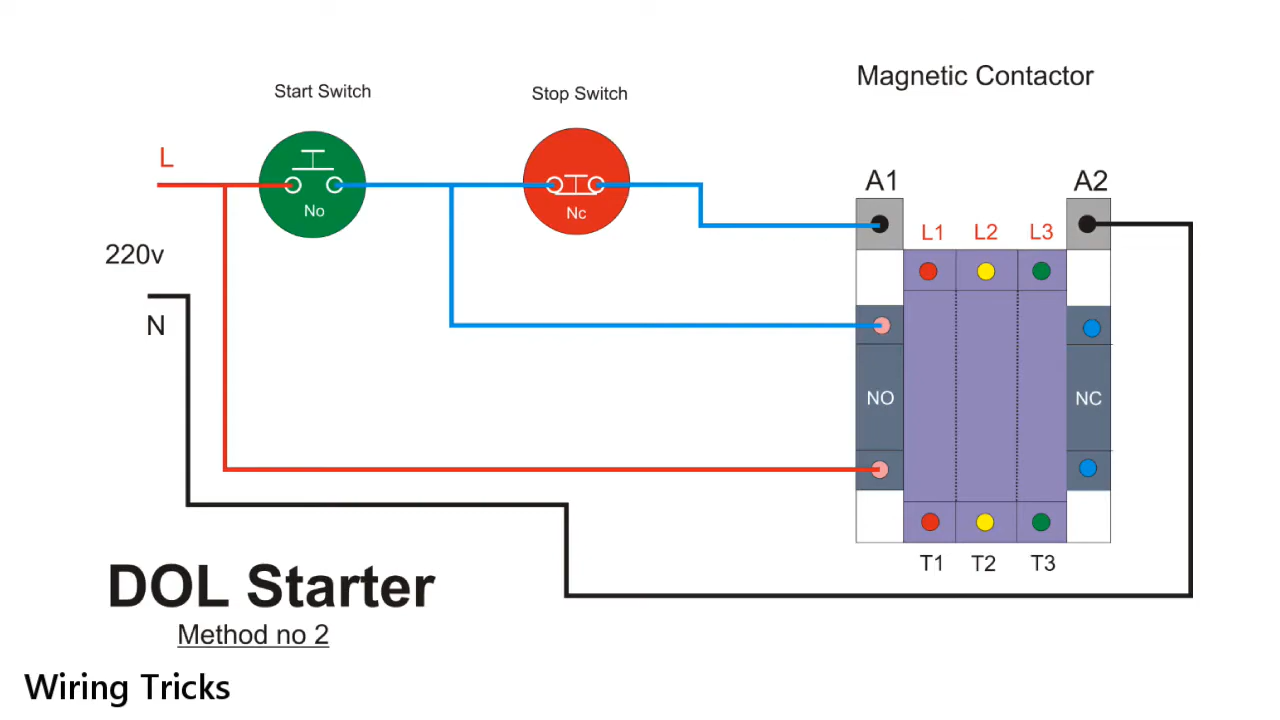 Magnetic Contactor
Start Switch
Stop Switch
L
No
Nc
A1
A2
L1
L2
L3
220v
N
NO
NC
T1
T2
T3
DOL Starter
Method no 2
Wiring Tricks